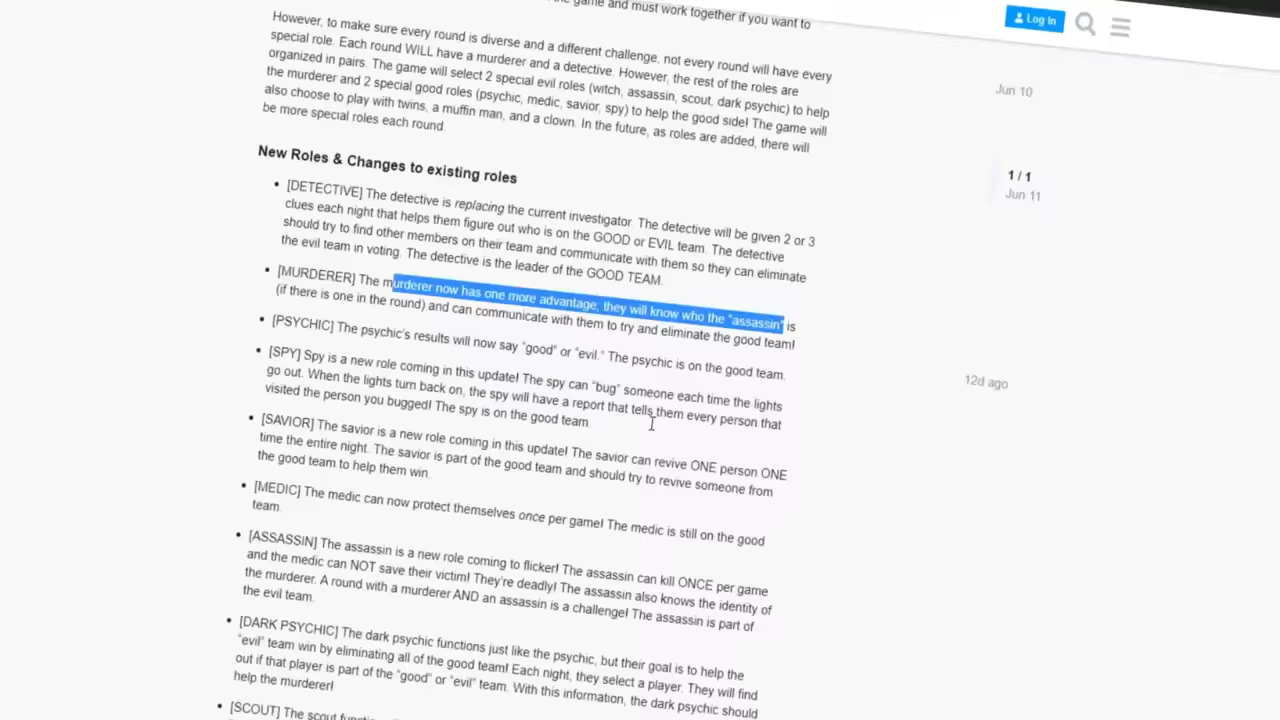 the game and must work together if you want to
Log In
However, to make sure every round is diverse and a different challenge, not every round will have every
special role. Each round WILL have a murderer and a detective. However, the rest of the roles are
organized in pairs. The game will select 2 special evil roles (witch, assassin, scout, dark psychic) to help
the murderer and 2 special good roles (psychic, medic, savior, spy) to help the good side! The game will
also choose to play with twins, a muffin man, and a clown. In the future, as roles are added, there will
be more special roles each round.
Jun 10
1 / 1
Jun 11
New Roles & Changes to existing roles
• [DETECTIVE] The detective is replacing the current investigator. The detective will be given 2 or 3
clues each night that helps them figure out who is on the GOOD or EVIL team. The detective
should try to find other members on their team and communicate with them so they can eliminate
the evil team in voting. The detective is the leader of the GOOD TEAM.
• [MURDERER] The murderer now has one more advantage, they will know who the “assassin” is
(if there is one in the round) and can communicate with them to try and eliminate the good team!
• [PSYCHIC] The psychic’s results will now say “good” or “evil.” The psychic is on the good team.
12d ago
• [SPY] Spy is a new role coming in this update! The spy can “bug” someone each time the lights
go out. When the lights turn back on, the spy will have a report that tells them every person that
visited the person you bugged! The spy is on the good team.
• [SAVIOR] The savior is a new role coming in this update! The savior can revive ONE person ONE
time the entire night. The savior is part of the good team and should try to revive someone from
the good team to help them win.
• [MEDIC] The medic can now protect themselves once per game! The medic is still on the good
team.
• [ASSASSIN] The assassin is a new role coming to flicker! The assassin can kill ONCE per game
and the medic can NOT save their victim! They’re deadly! The assassin also knows the identity of
the murderer. A round with a murderer AND an assassin is a challenge! The assassin is part of
the evil team.
• [DARK PSYCHIC] The dark psychic functions just like the psychic, but their goal is to help the
“evil” team win by eliminating all of the good team! Each night, they select a player. They will find
out if that player is part of the “good” or “evil” team. With this information, the dark psychic should
help the murderer!
• [SCOUT] The scout